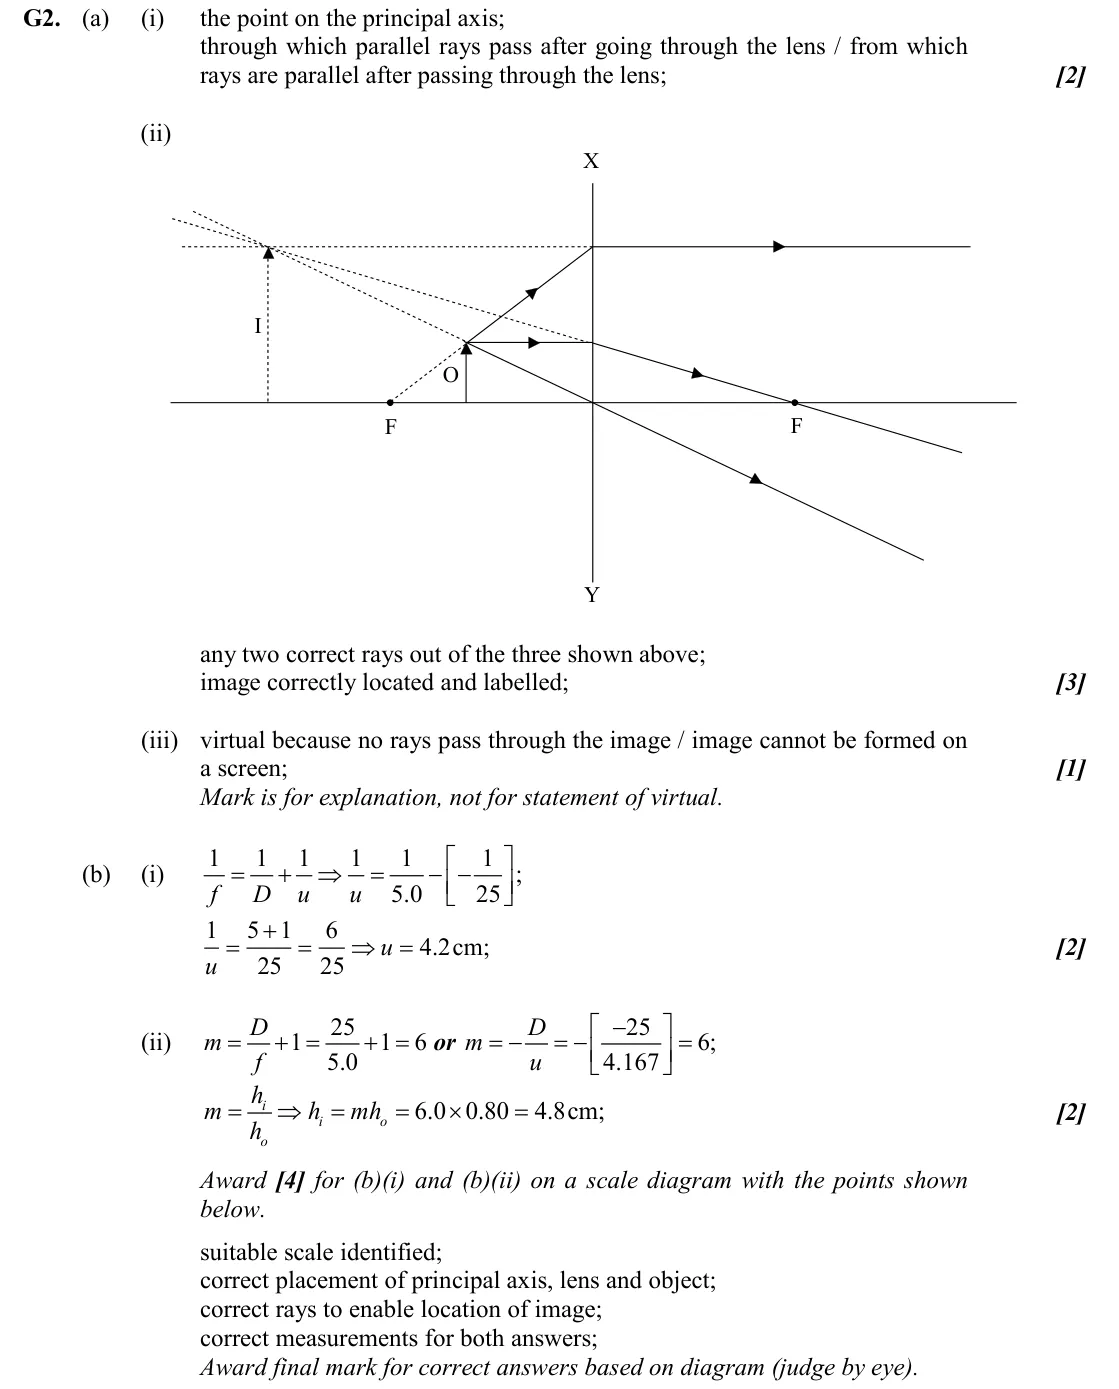 G2. (a) (i) the point on the principal axis;
through which parallel rays pass after going through the lens / from which
rays are parallel after passing through the lens; [2]
(ii)
X
I
O
F
F
Y
any two correct rays out of the three shown above;
image correctly located and labelled; [3]
(iii) virtual because no rays pass through the image / image cannot be formed on
a screen; [1]
Mark is for explanation, not for statement of virtual.
(b) (i) 1/f = 1/D + 1/u ⇒ 1/u = 1/5.0 − [− 1/25];
1/u = (5+1)/25 = 6/25 ⇒ u = 4.2cm; [2]
(ii) m = D/f + 1 = 25/5.0 + 1 = 6 or m = − D/u = −[−25/4.167] = 6;
m = hᵢ/hₒ ⇒ hᵢ = mhₒ = 6.0 × 0.80 = 4.8cm; [2]
Award [4] for (b)(i) and (b)(ii) on a scale diagram with the points shown
below.
suitable scale identified;
correct placement of principal axis, lens and object;
correct rays to enable location of image;
correct measurements for both answers;
Award final mark for correct answers based on diagram (judge by eye).